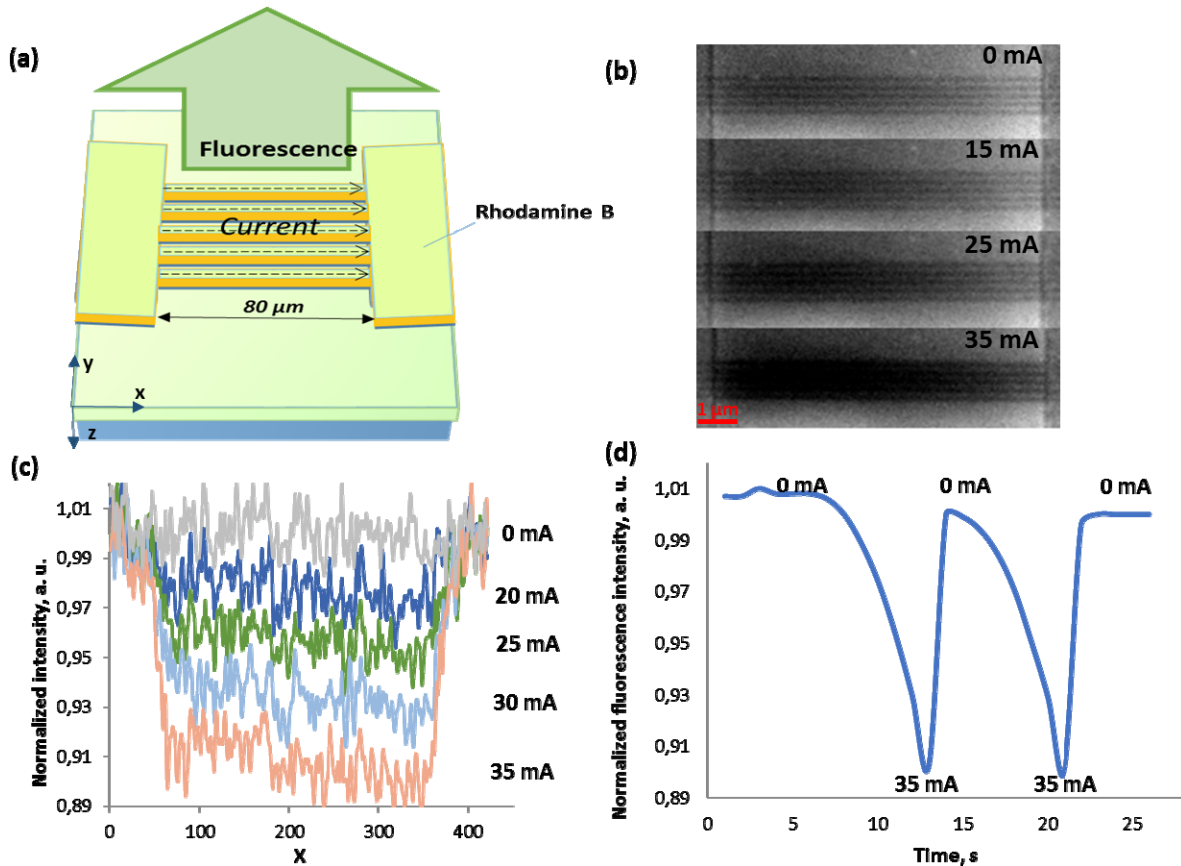 (a)
Fluorescence
Current
Rhodamine B
80 µm
y
x
z
(b)
0 mA
15 mA
25 mA
35 mA
1 µm
(c)
Normalized intensity, a. u.
1,01
0,99
0,97
0,95
0,93
0,91
0,89
0 mA
20 mA
25 mA
30 mA
35 mA
0 100 200 300 400
X
(d)
Normalized fluorescence intensity, a. u.
1,01
0,99
0,97
0,95
0,93
0,91
0,89
0 mA 0 mA 0 mA
35 mA 35 mA
0 5 10 15 20 25
Time, s